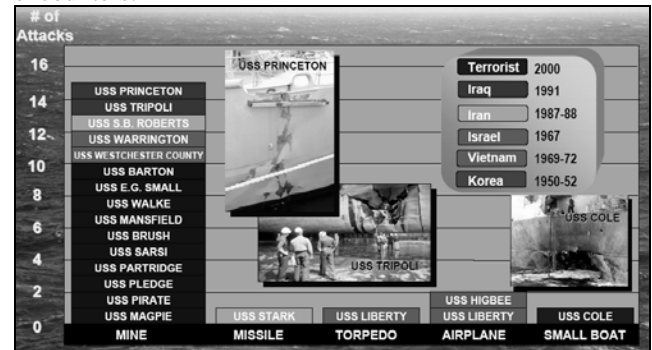 # of
Attacks
16
14
12
10
8
6
4
2
0
USS PRINCETON
USS TRIPOLI
USS S.B. ROBERTS
USS WARRINGTON
USS WESTCHESTER COUNTY
USS BARTON
USS E.G. SMALL
USS WALKE
USS MANSFIELD
USS BRUSH
USS SARSI
USS PARTRIDGE
USS PLEDGE
USS PIRATE
USS MAGPIE
MINE
USS STARK
MISSILE
USS LIBERTY
TORPEDO
USS HIGBEE
USS LIBERTY
AIRPLANE
USS COLE
SMALL BOAT
USS PRINCETON
USS TRIPOLI
USS COLE
Terrorist 2000
Iraq 1991
Iran 1987-88
Israel 1967
Vietnam 1969-72
Korea 1950-52